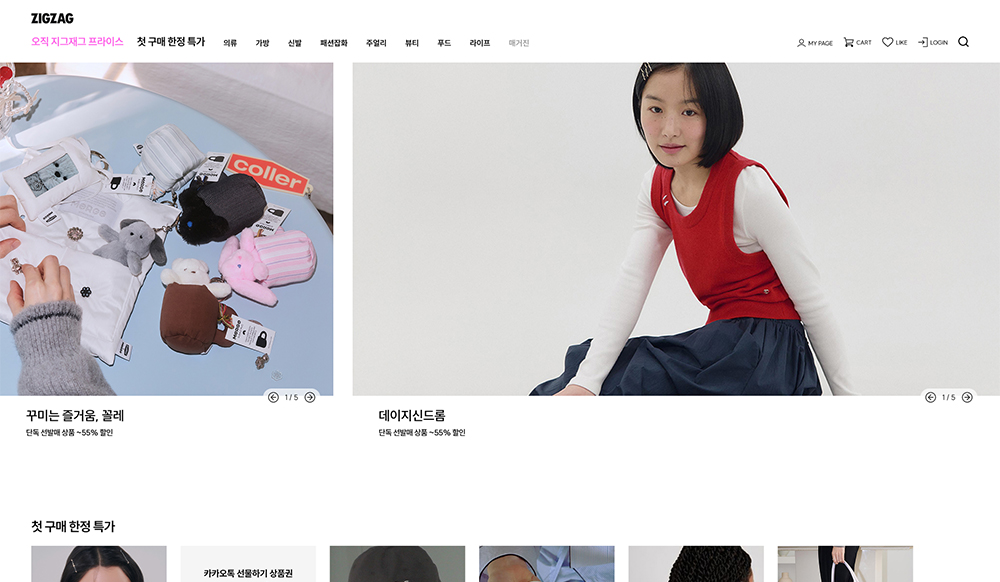 ZIGZAG
오직 지그재그 프라이스 첫 구매 한정 특가 의류 가방 신발 패션잡화 주얼리 뷰티 푸드 라이프 매거진 MY PAGE CART LIKE LOGIN
coller
1 / 5
1 / 5
꾸미는 즐거움, 꼴레
단독 선발매 상품 ~55% 할인
데이지신드롬
단독 선발매 상품 ~55% 할인
첫 구매 한정 특가
카카오톡 선물하기 상품권